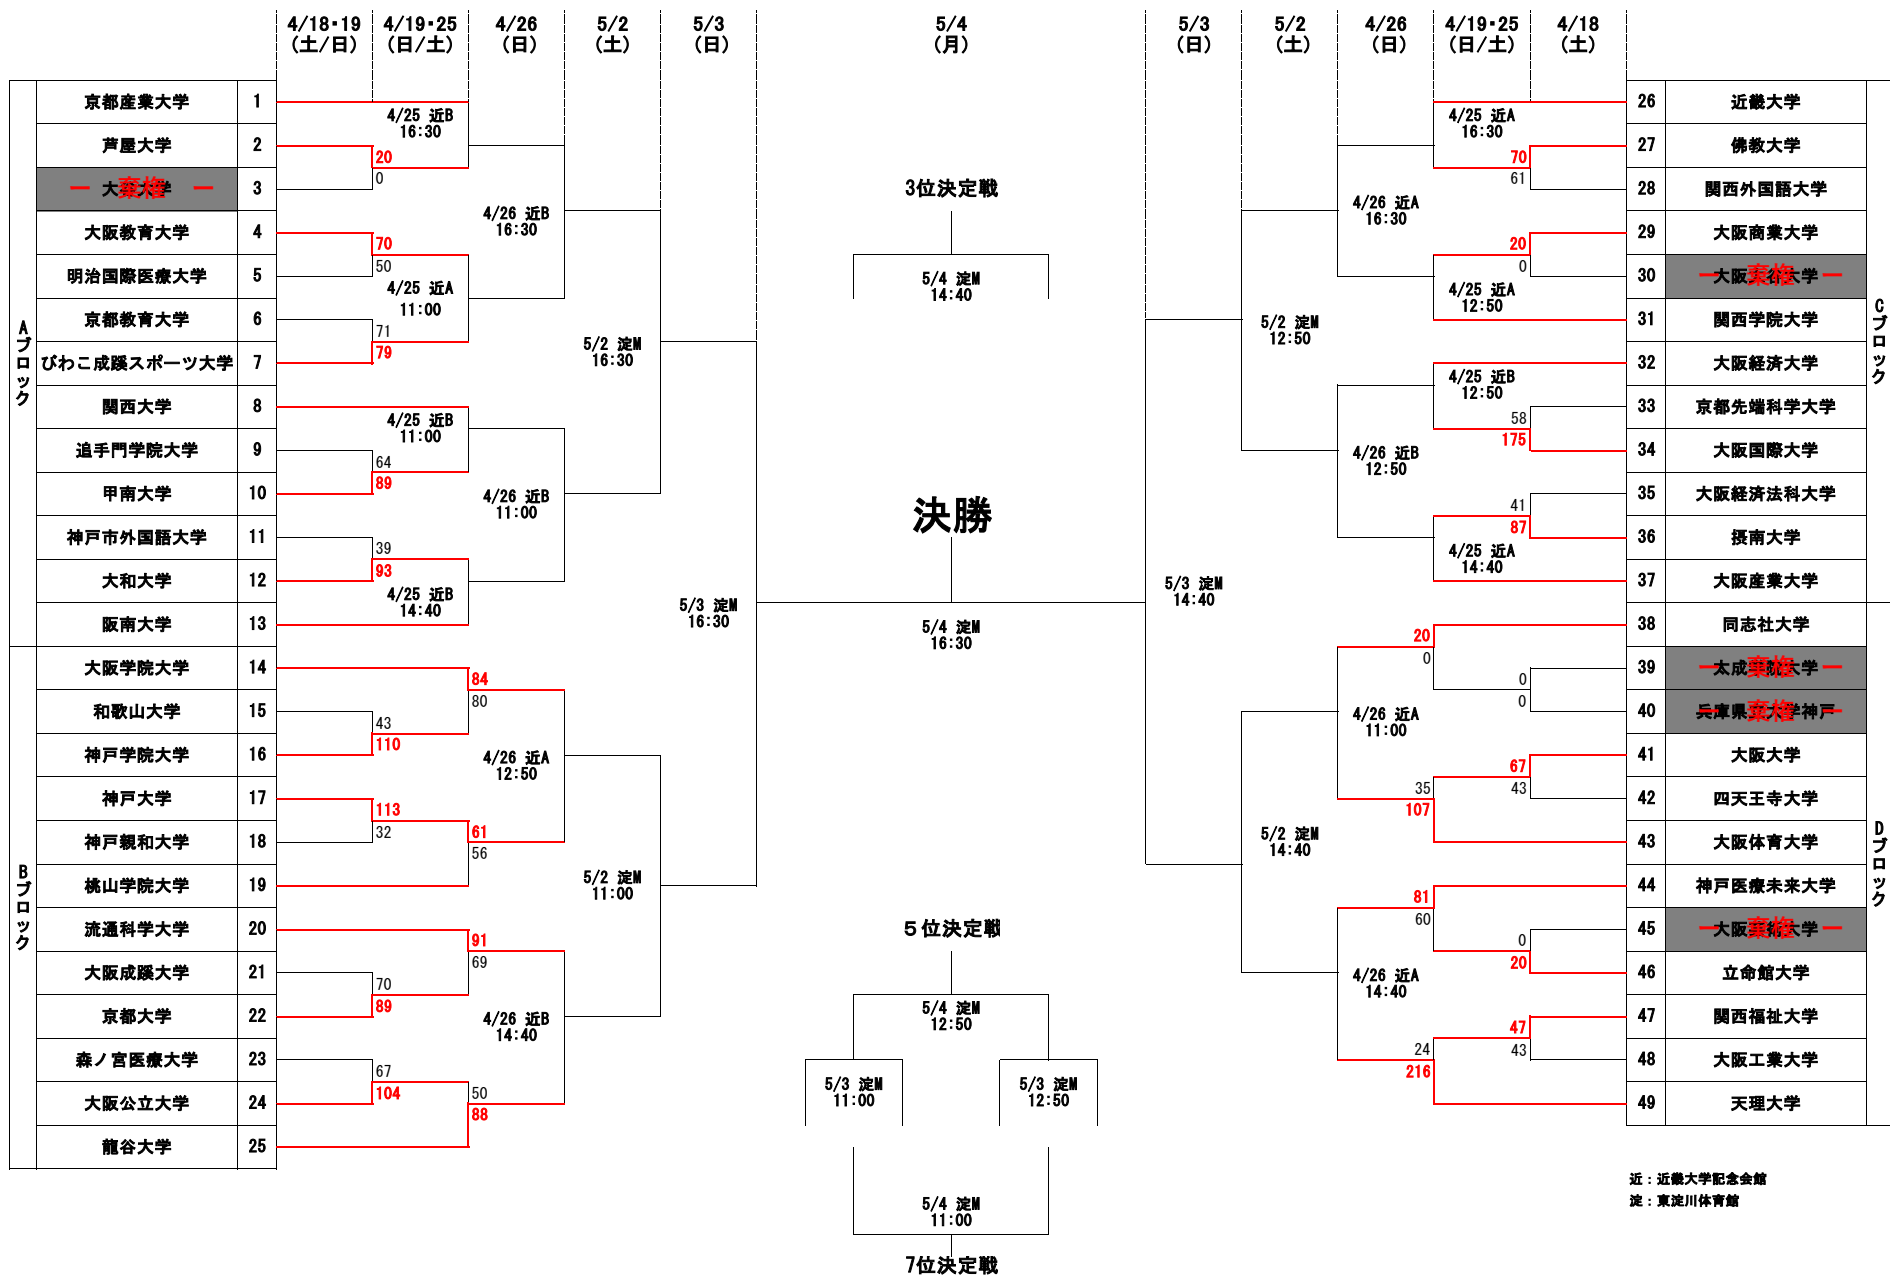 4/18・19
(土/日)
4/19・25
(日/土)
4/26
(日)
5/2
(土)
5/3
(日)
5/4
(月)
5/3
(日)
5/2
(土)
4/26
(日)
4/19・25
(日/土)
4/18
(土)
Aブロック
京都産業大学 1
芦屋大学 2
棄権 3
大阪教育大学 4
明治国際医療大学 5
京都教育大学 6
びわこ成蹊スポーツ大学 7
関西大学 8
追手門学院大学 9
甲南大学 10
神戸市外国語大学 11
大和大学 12
阪南大学 13
Bブロック
大阪学院大学 14
和歌山大学 15
神戸学院大学 16
神戸大学 17
神戸親和大学 18
桃山学院大学 19
流通科学大学 20
大阪成蹊大学 21
京都大学 22
森ノ宮医療大学 23
大阪公立大学 24
龍谷大学 25
20
0
70
50
71
79
64
89
39
93
43
110
113
32
70
89
67
104
4/25 近B
16:30
4/25 近A
11:00
4/25 近B
11:00
4/25 近B
14:40
84
80
61
56
91
69
50
88
4/26 近B
16:30
4/26 近B
11:00
4/26 近A
12:50
4/26 近B
14:40
5/2 淀M
16:30
5/2 淀M
11:00
5/3 淀M
16:30
3位決定戦
5/4 淀M
14:40
決勝
5/4 淀M
16:30
5位決定戦
5/4 淀M
12:50
5/3 淀M
11:00
5/3 淀M
12:50
5/4 淀M
11:00
7位決定戦
5/3 淀M
14:40
5/2 淀M
12:50
5/2 淀M
14:40
4/26 近A
16:30
4/26 近B
12:50
4/26 近A
11:00
4/26 近A
14:40
4/25 近A
16:30
4/25 近A
12:50
4/25 近B
12:50
4/25 近A
14:40
20
0
35
107
81
60
24
216
70
61
20
0
58
175
41
87
0
0
67
43
0
20
47
43
Cブロック
26 近畿大学
27 佛教大学
28 関西外国語大学
29 大阪商業大学
30 棄権
31 関西学院大学
32 大阪経済大学
33 京都先端科学大学
34 大阪国際大学
35 大阪経済法科大学
36 摂南大学
37 大阪産業大学
Dブロック
38 同志社大学
39 棄権
40 棄権
41 大阪大学
42 四天王寺大学
43 大阪体育大学
44 神戸医療未来大学
45 棄権
46 立命館大学
47 関西福祉大学
48 大阪工業大学
49 天理大学
近：近畿大学記念会館
淀：東淀川体育館